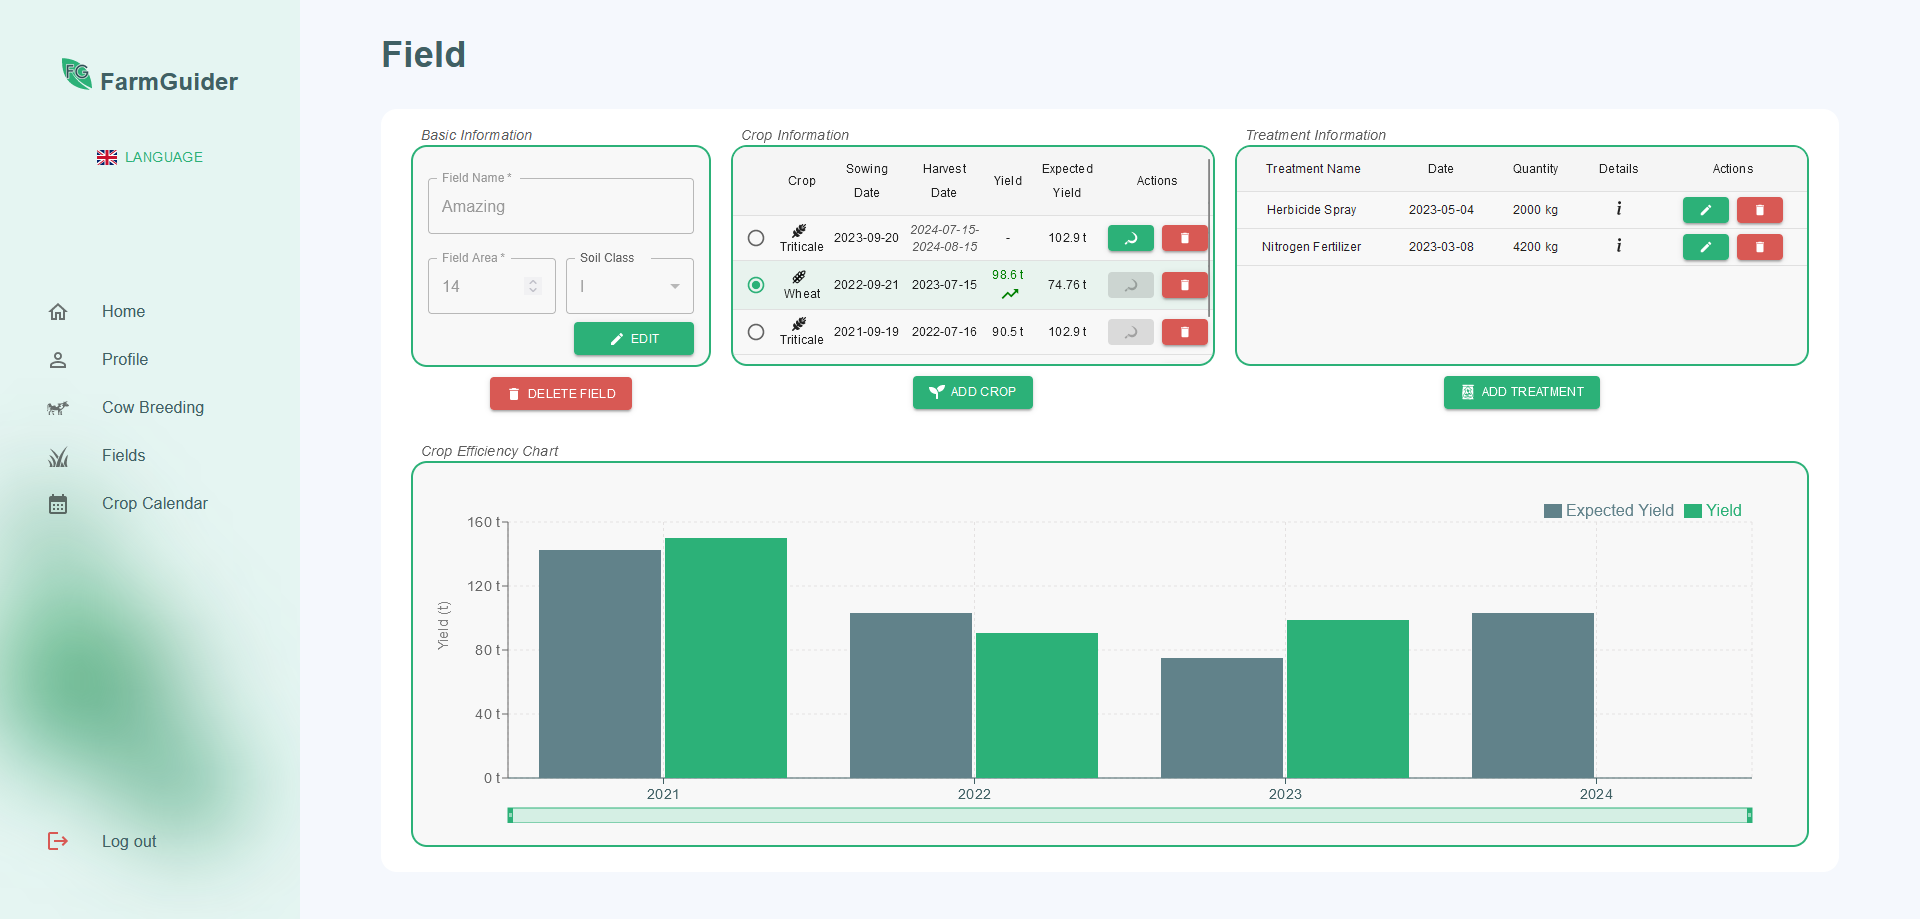 FG FarmGuider
LANGUAGE
Home
Profile
Cow Breeding
Fields
Crop Calendar
Log out
Field
Basic Information
Field Name *
Amazing
Field Area *
14
Soil Class
I
EDIT
DELETE FIELD
Crop Information
Crop Sowing Date Harvest Date Yield Expected Yield Actions
Triticale 2023-09-20 2024-07-15-2024-08-15 - 102.9 t
Wheat 2022-09-21 2023-07-15 98.6 t 74.76 t
Triticale 2021-09-19 2022-07-16 90.5 t 102.9 t
ADD CROP
Treatment Information
Treatment Name Date Quantity Details Actions
Herbicide Spray 2023-05-04 2000 kg i
Nitrogen Fertilizer 2023-03-08 4200 kg i
ADD TREATMENT
Crop Efficiency Chart
Expected Yield Yield
Yield (t)
160 t
120 t
80 t
40 t
0 t
2021 2022 2023 2024